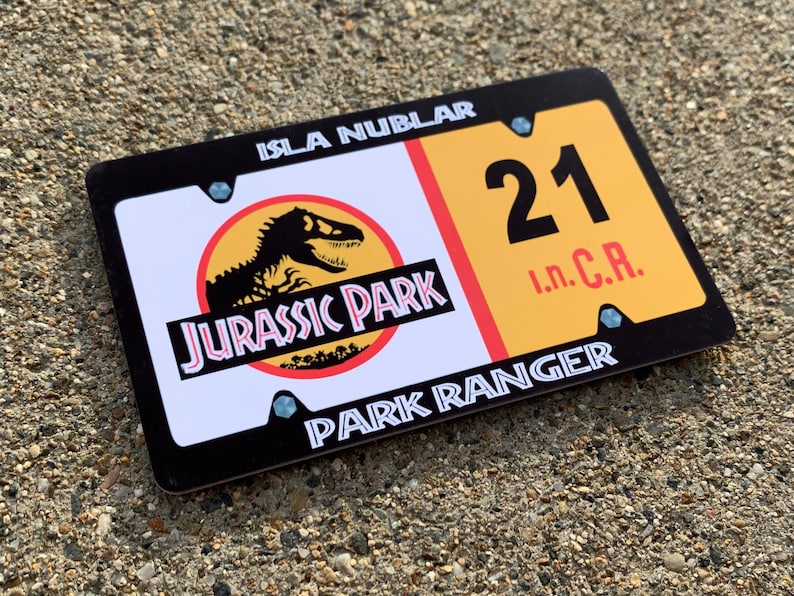 ISLA NUBLAR
21
I.n. C.R.
JURASSIC PARK
PARK RANGER